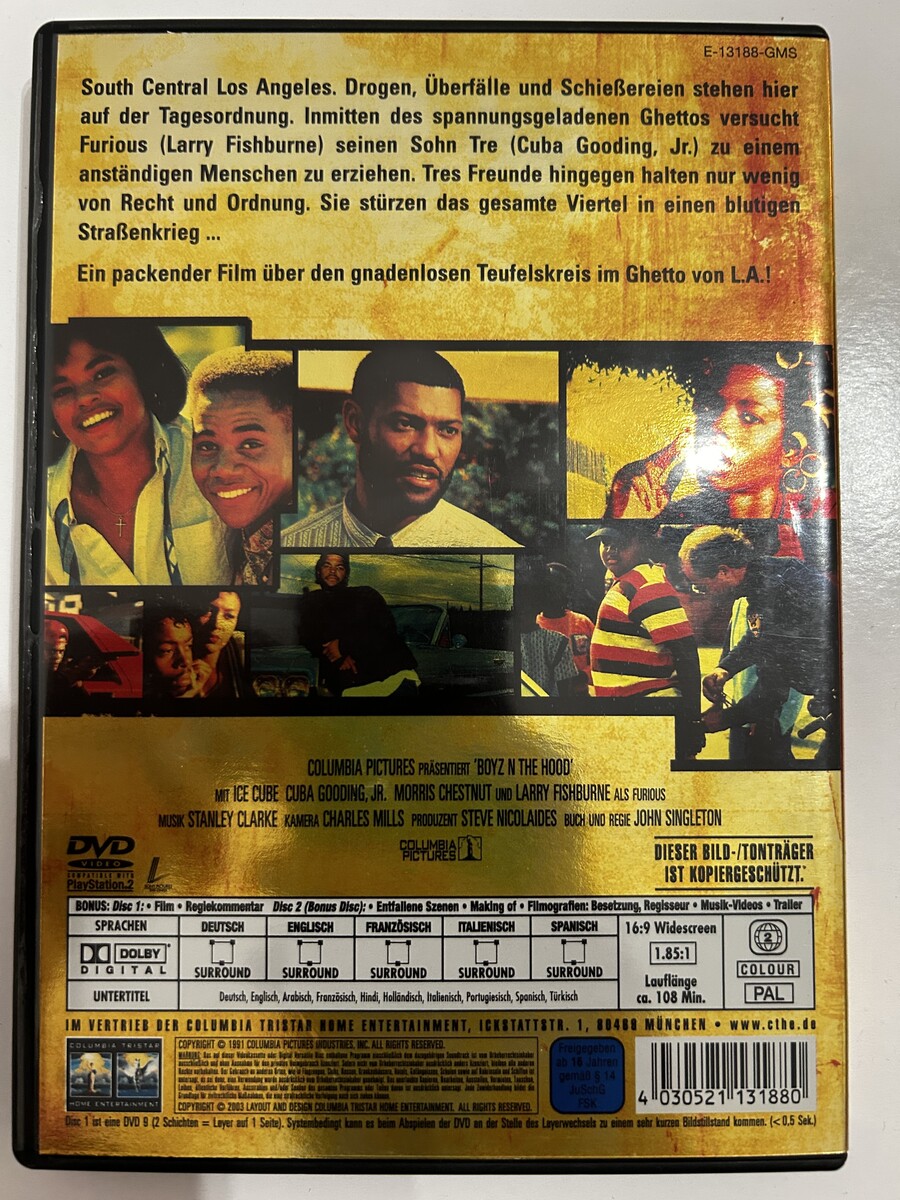 E-13188-GMS
South Central Los Angeles. Drogen, Überfälle und Schießereien stehen hier
auf der Tagesordnung. Inmitten des spannungsgeladenen Ghettos versucht
Furious (Larry Fishburne) seinen Sohn Tre (Cuba Gooding, Jr.) zu einem
anständigen Menschen zu erziehen. Tres Freunde hingegen halten nur wenig
von Recht und Ordnung. Sie stürzen das gesamte Viertel in einen blutigen
Straßenkrieg ...
Ein packender Film über den gnadenlosen Teufelskreis im Ghetto von L.A.!
COLUMBIA PICTURES PRÄSENTIERT 'BOYZ N THE HOOD'
MIT ICE CUBE CUBA GOODING, JR. MORRIS CHESTNUT UND LARRY FISHBURNE ALS FURIOUS
MUSIK STANLEY CLARKE KAMERA CHARLES MILLS PRODUZENT STEVE NICOLAIDES BUCH UND REGIE JOHN SINGLETON
DVD
VIDEO
COMPATIBLE WITH
PlayStation.2
COLUMBIA
PICTURES
DIESER BILD-/TONTRÄGER
IST KOPIERGESCHÜTZT.
BONUS: Disc 1: • Film • Regiekommentar Disc 2 (Bonus Disc): • Entfallene Szenen • Making of • Filmografien: Besetzung, Regisseur • Musik-Videos • Trailer
SPRACHEN DEUTSCH ENGLISCH FRANZÖSISCH ITALIENISCH SPANISCH
DOLBY
DIGITAL
SURROUND SURROUND SURROUND SURROUND SURROUND
UNTERTITEL Deutsch, Englisch, Arabisch, Französisch, Hindi, Holländisch, Italienisch, Portugiesisch, Spanisch, Türkisch
16:9 Widescreen
1.85:1
Lauflänge
ca. 108 Min.
2
COLOUR
PAL
IM VERTRIEB DER COLUMBIA TRISTAR HOME ENTERTAINMENT, ICKSTATTSTR. 1, 80469 MÜNCHEN • www.cthe.de
COLUMBIA TRISTAR
HOME ENTERTAINMENT
COPYRIGHT © 1991 COLUMBIA PICTURES INDUSTRIES, INC. ALL RIGHTS RESERVED.
COPYRIGHT © 2003 LAYOUT AND DESIGN COLUMBIA TRISTAR HOME ENTERTAINMENT. ALL RIGHTS RESERVED.
Freigegeben
ab 16 Jahren
gemäß § 14
JuSchG
FSK
4 030521 131880
Disc 1 ist eine DVD 9 (2 Schichten = Layer auf 1 Seite). Systembedingt kann es beim Abspielen der DVD an der Stelle des Layerwechsels zu einem sehr kurzen Bildstillstand kommen. (< 0,5 Sek.)